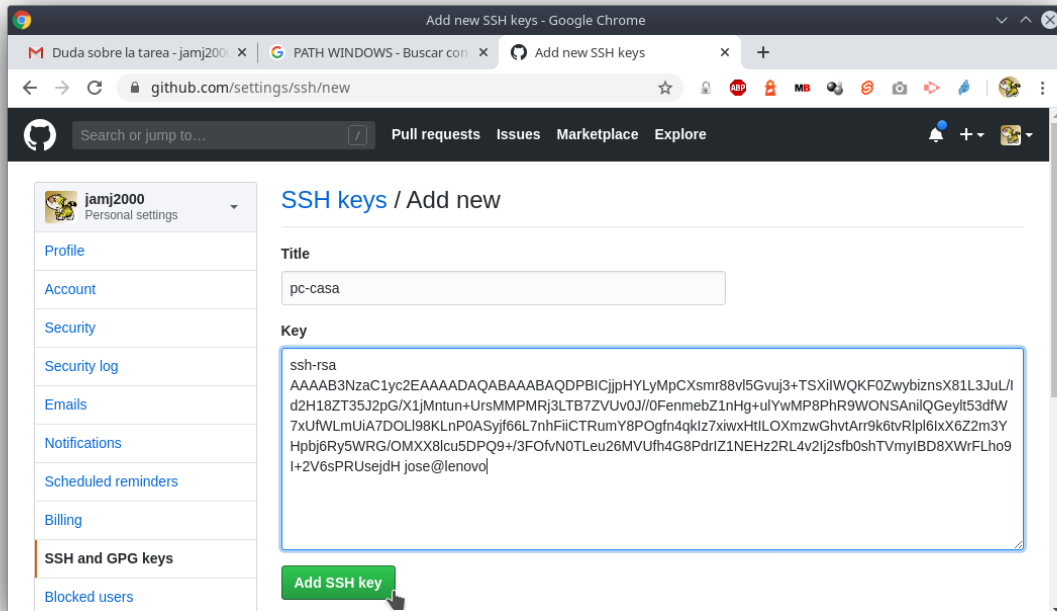 Add new SSH keys - Google Chrome
Duda sobre la tarea - jamj200
PATH WINDOWS - Buscar con
Add new SSH keys
github.com/settings/ssh/new
ABP
MB
Search or jump to…
/
Pull requests
Issues
Marketplace
Explore
jamj2000
Personal settings
Profile
Account
Security
Security log
Emails
Notifications
Scheduled reminders
Billing
SSH and GPG keys
Blocked users
SSH keys / Add new
Title
pc-casa
Key
ssh-rsa
AAAAB3NzaC1yc2EAAAADAQABAAABAQDPBICjjpHYLyMpCXsmr88vl5Gvuj3+TSXiIWQKF0ZwybiznsX81L3JuL/I
d2H18ZT35J2pG/X1jMntun+UrsMMPMRj3LTB7ZVUv0J//0FenmebZ1nHg+ulYwMP8PhR9WONSAnilQGeylt53dfW
7xUfWLmUiA7DOLl98KLnP0ASyjf66L7nhFiiCTRumY8POgfn4qkIz7xiwxHtILOXmzwGhvtArr9k6tvRlpl6IxX6Z2m3Y
Hpbj6Ry5WRG/OMXX8lcu5DPQ9+/3FOfvN0TLeu26MVUfh4G8PdrIZ1NEHz2RL4v2Ij2sfb0shTVmyIBD8XWrFLho9
I+2V6sPRUsejdH jose@lenovo
Add SSH key